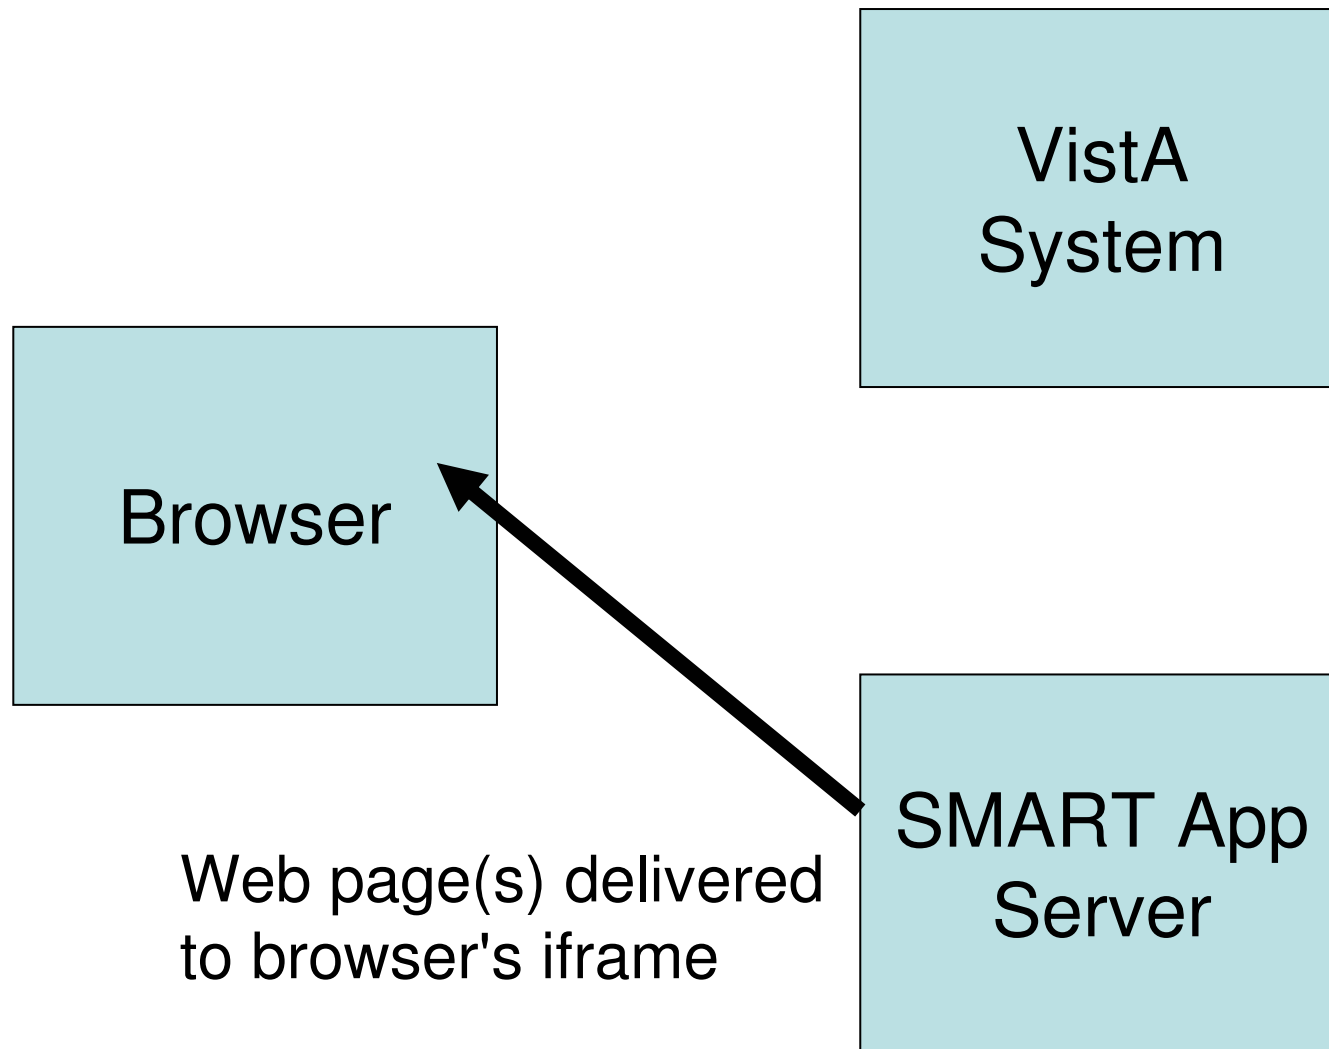 VistA
System
Browser
SMART App
Server
Web page(s) delivered
to browser's iframe